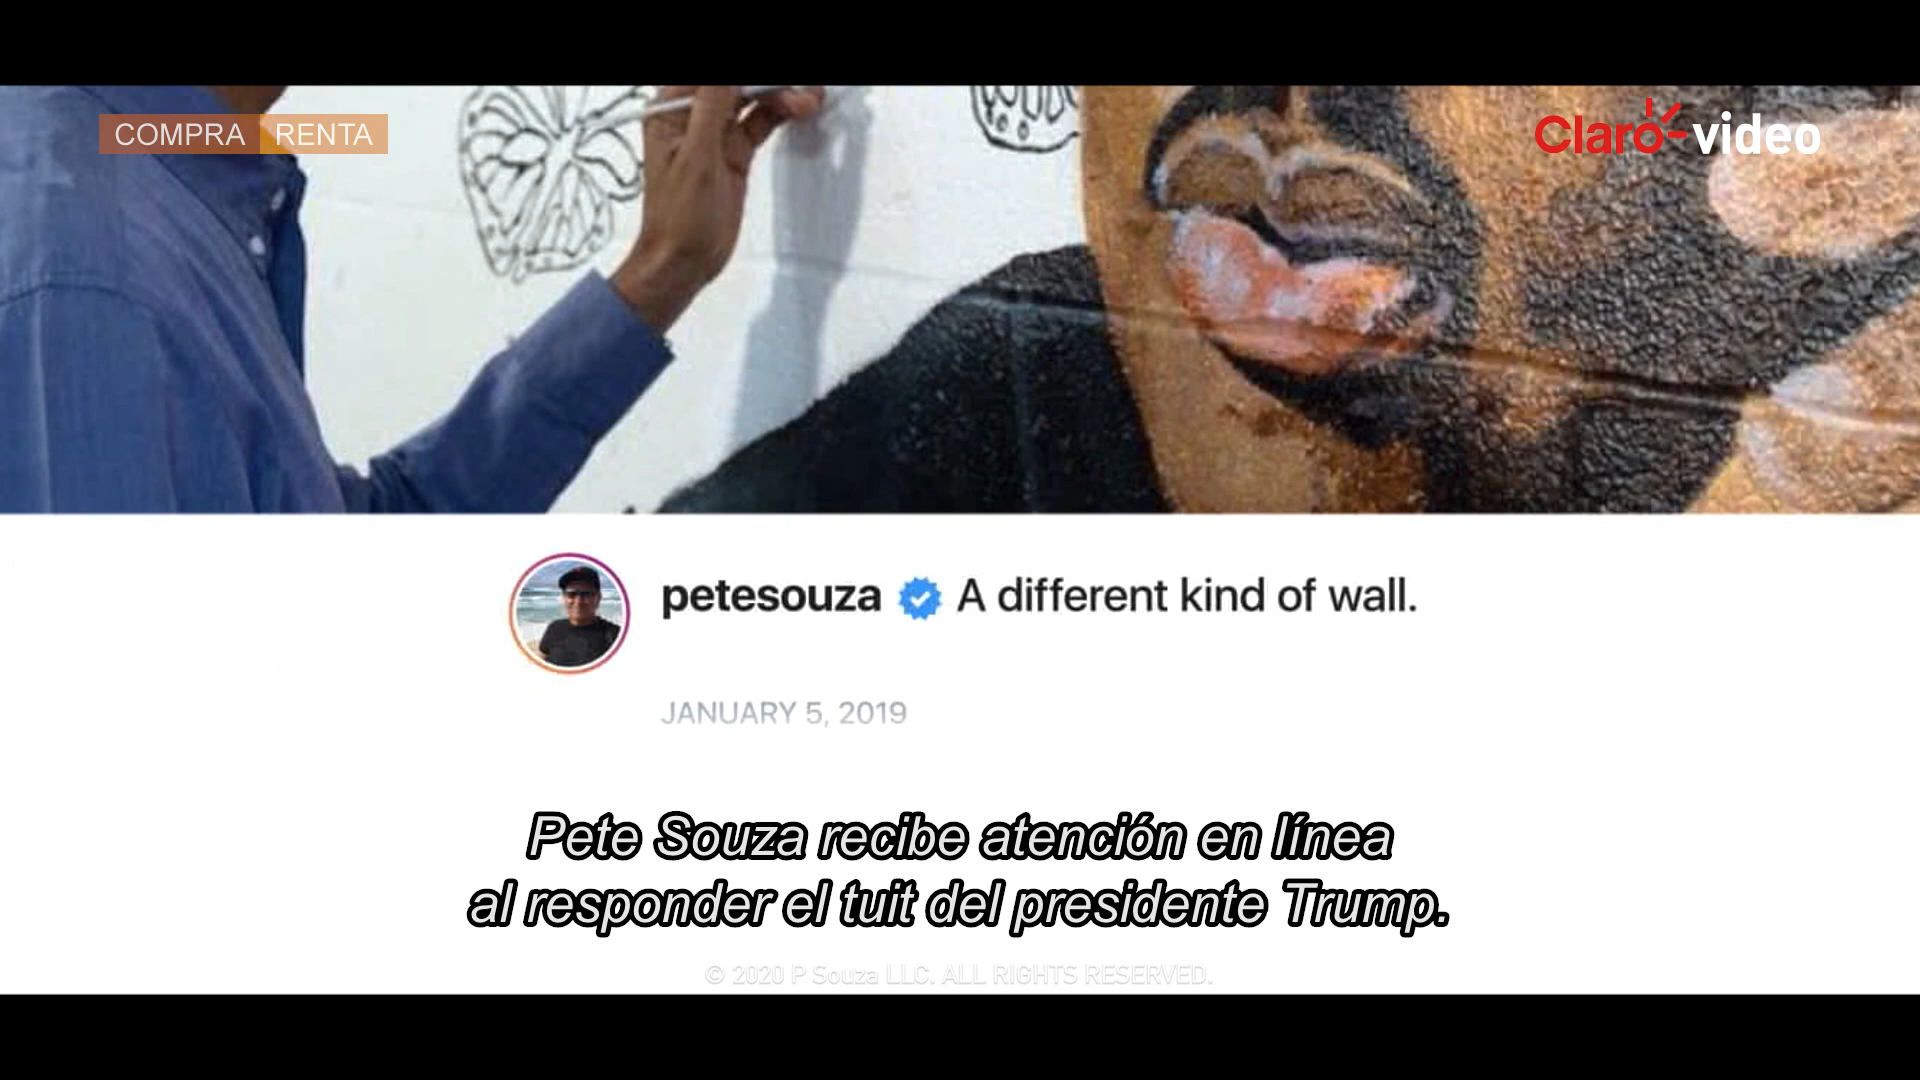 COMPRA RENTA
Claro video
petesouza A different kind of wall.
JANUARY 5, 2019
Pete Souza recibe atención en línea
al responder el tuit del presidente Trump.
© 2020 P Souza LLC. ALL RIGHTS RESERVED.